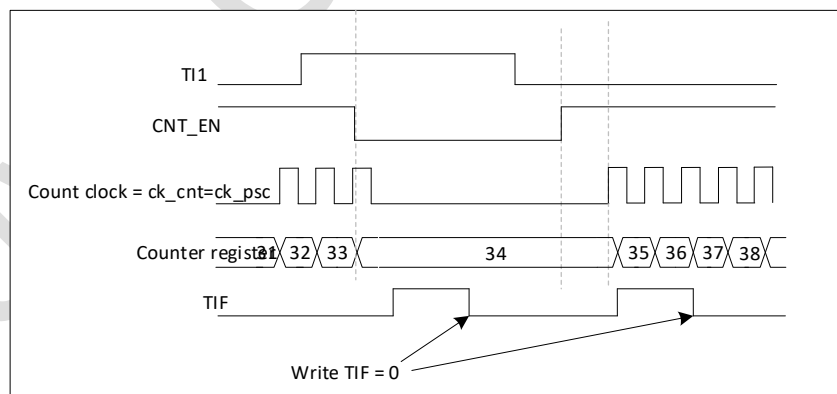 TI1
CNT_EN
Count clock = ck_cnt=ck_psc
Counter register 31 32 33 34 35 36 37 38
TIF
Write TIF = 0